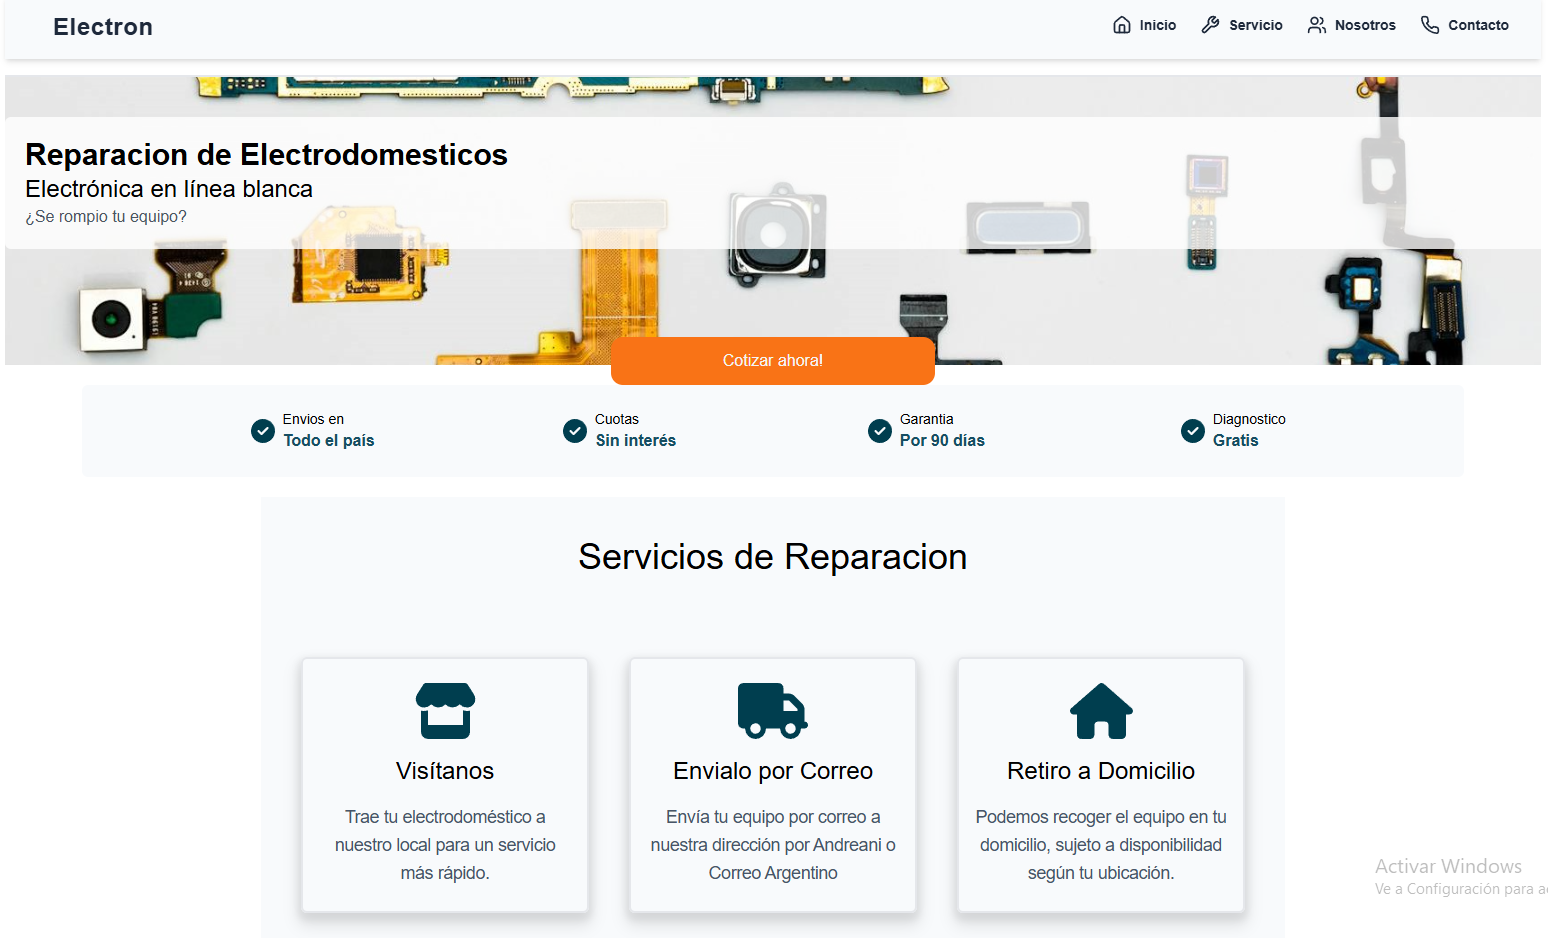 Electron
Inicio
Servicio
Nosotros
Contacto
Reparacion de Electrodomesticos
Electrónica en línea blanca
¿Se rompio tu equipo?
Cotizar ahora!
Envios en
Todo el país
Cuotas
Sin interés
Garantia
Por 90 días
Diagnostico
Gratis
Servicios de Reparacion
Visítanos
Trae tu electrodoméstico a
nuestro local para un servicio
más rápido.
Envialo por Correo
Envía tu equipo por correo a
nuestra dirección por Andreani o
Correo Argentino
Retiro a Domicilio
Podemos recoger el equipo en tu
domicilio, sujeto a disponibilidad
según tu ubicación.
Activar Windows
Ve a Configuración para